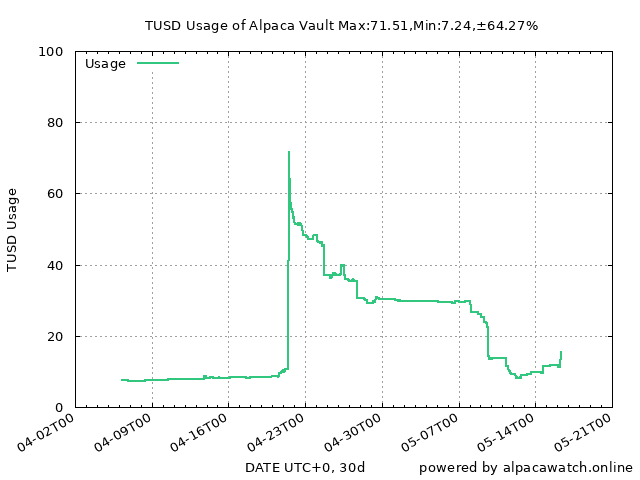 TUSD Usage of Alpaca Vault Max:71.51,Min:7.24,±64.27%
Usage
TUSD Usage
100
80
60
40
20
0
04-02T00
04-09T00
04-16T00
04-23T00
04-30T00
05-07T00
05-14T00
05-21T00
DATE UTC+0, 30d
powered by alpacawatch.online